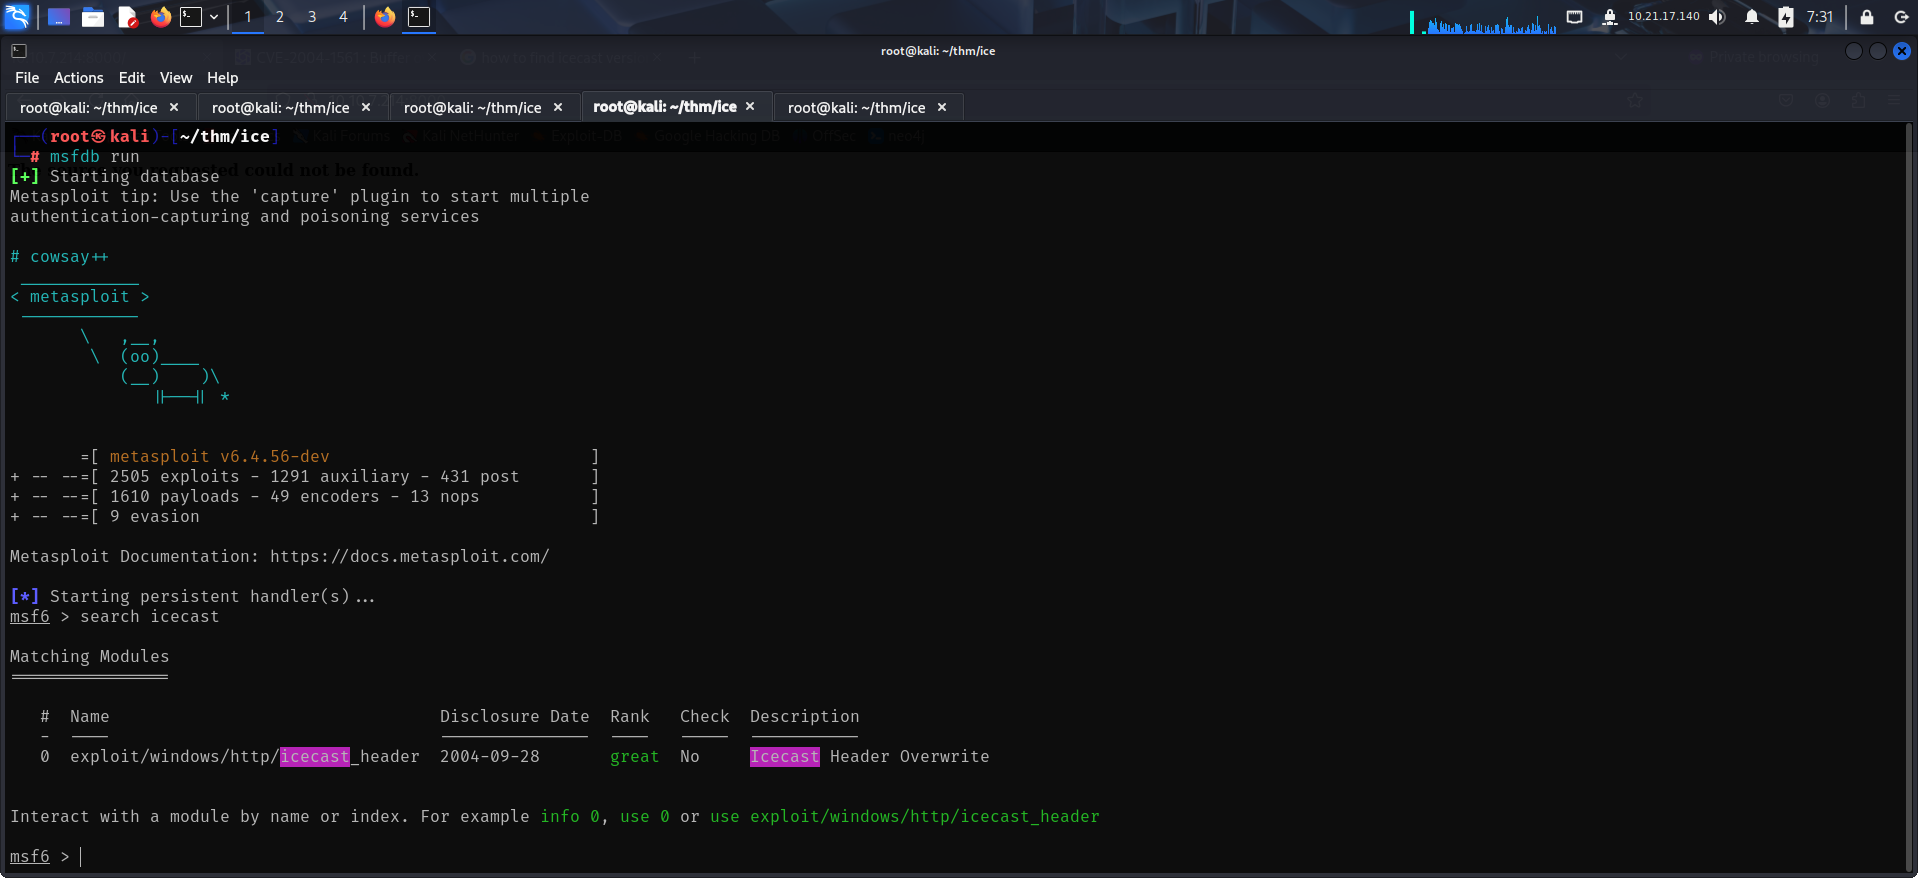 1 2 3 4 10.21.17.140 7:31
root@kali: ~/thm/ice
File Actions Edit View Help
root@kali: ~/thm/ice × root@kali: ~/thm/ice × root@kali: ~/thm/ice × root@kali: ~/thm/ice × root@kali: ~/thm/ice ×
┌──(root㉿kali)-[~/thm/ice]
└─# msfdb run
[+] Starting database
Metasploit tip: Use the 'capture' plugin to start multiple
authentication-capturing and poisoning services

# cowsay++
 ____________
< metasploit >
 ------------
       \   ,__,
        \  (oo)____
           (__)    )\
              ||--|| *

       =[ metasploit v6.4.56-dev                          ]
+ -- --=[ 2505 exploits - 1291 auxiliary - 431 post       ]
+ -- --=[ 1610 payloads - 49 encoders - 13 nops           ]
+ -- --=[ 9 evasion                                       ]

Metasploit Documentation: https://docs.metasploit.com/

[*] Starting persistent handler(s)...
msf6 > search icecast

Matching Modules
================

   #  Name                                 Disclosure Date  Rank   Check  Description
   -  ----                                 ---------------  ----   -----  -----------
   0  exploit/windows/http/icecast_header  2004-09-28       great  No     Icecast Header Overwrite

Interact with a module by name or index. For example info 0, use 0 or use exploit/windows/http/icecast_header

msf6 >